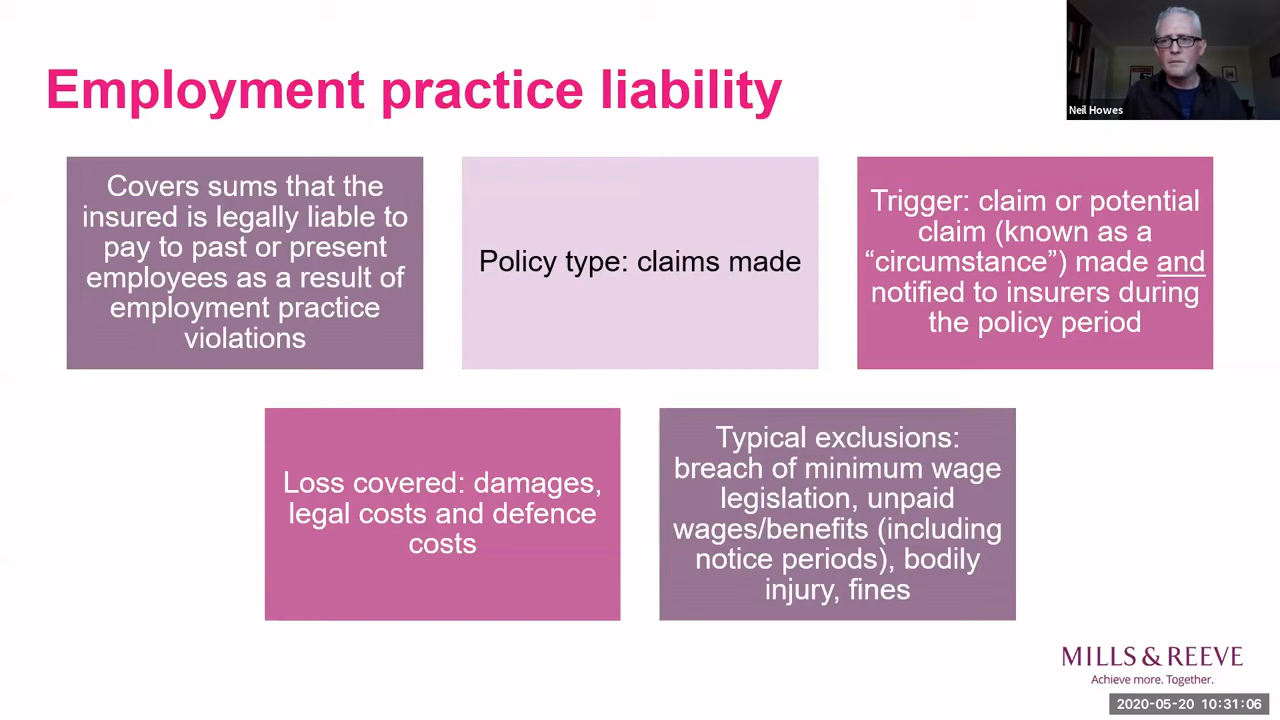 Employment practice liability
Neil Howes
Covers sums that the
insured is legally liable to
pay to past or present
employees as a result of
employment practice
violations
Policy type: claims made
Trigger: claim or potential
claim (known as a
“circumstance”) made and
notified to insurers during
the policy period
Loss covered: damages,
legal costs and defence
costs
Typical exclusions:
breach of minimum wage
legislation, unpaid
wages/benefits (including
notice periods), bodily
injury, fines
MILLS & REEVE
Achieve more. Together.
2020-05-20 10:31:06